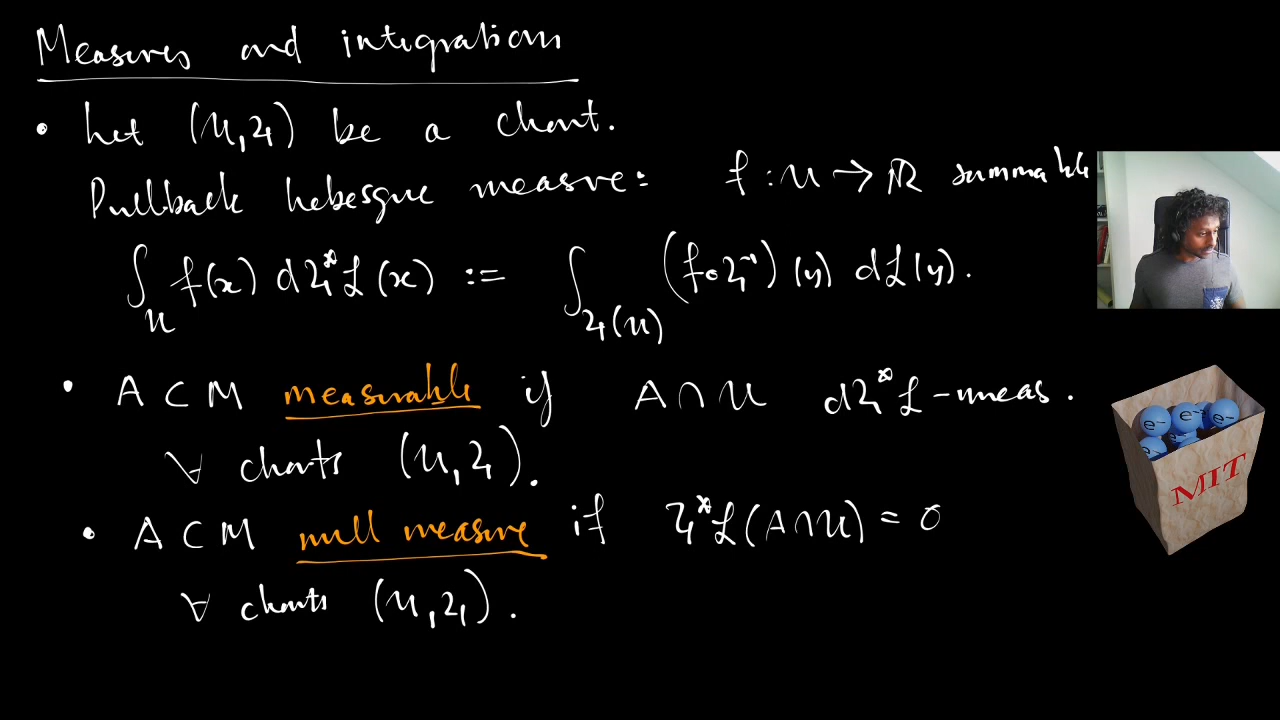 Measures and integrations
• Let (U,φ) be a chart.
Pullback Lebesgue measure: f : U → ℝ summable
∫_U f(x) dφ*ℒ(x) := ∫_φ(U) (f∘φ⁻¹)(y) dℒ(y).
• A ⊂ M measurable if A ∩ U dφ*ℒ-meas.
∀ charts (U,φ).
• A ⊂ M null measure if φ*ℒ(A∩U) = 0
∀ charts (U,φ).
e⁻ e⁻ e⁻
e⁻
MIT